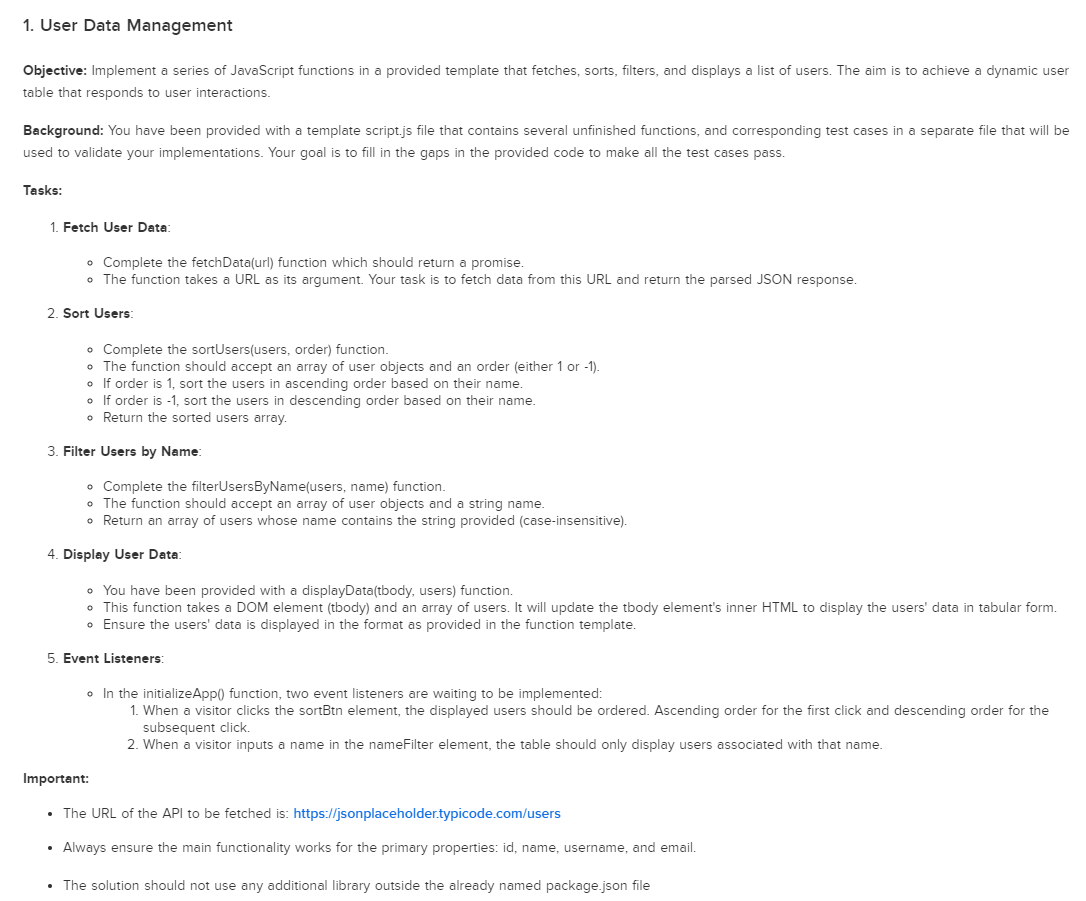 1. User Data Management
Objective: Implement a series of JavaScript functions in a provided template that fetches, sorts, filters, and displays a list of users. The aim is to achieve a dynamic user
table that responds to user interactions.
Background: You have been provided with a template script.js file that contains several unfinished functions, and corresponding test cases in a separate file that will be
used to validate your implementations. Your goal is to fill in the gaps in the provided code to make all the test cases pass.
Tasks:
1. Fetch User Data:
Complete the fetchData(url) function which should return a promise.
The function takes a URL as its argument. Your task is to fetch data from this URL and return the parsed JSON response.
2. Sort Users:
Complete the sortUsers(users, order) function.
The function should accept an array of user objects and an order (either 1 or -1).
If order is 1, sort the users in ascending order based on their name.
If order is -1, sort the users in descending order based on their name.
Return the sorted users array.
3. Filter Users by Name:
Complete the filterUsersByName(users, name) function.
The function should accept an array of user objects and a string name.
Return an array of users whose name contains the string provided (case-insensitive).
4. Display User Data:
You have been provided with a displayData(tbody, users) function.
This function takes a DOM element (tbody) and an array of users. It will update the tbody element's inner HTML to display the users' data in tabular form.
Ensure the users' data is displayed in the format as provided in the function template.
5. Event Listeners:
In the initializeApp() function, two event listeners are waiting to be implemented:
1. When a visitor clicks the sortBtn element, the displayed users should be ordered. Ascending order for the first click and descending order for the
subsequent click.
2. When a visitor inputs a name in the nameFilter element, the table should only display users associated with that name.
Important:
The URL of the API to be fetched is: https://jsonplaceholder.typicode.com/users
Always ensure the main functionality works for the primary properties: id, name, username, and email.
The solution should not use any additional library outside the already named package.json file